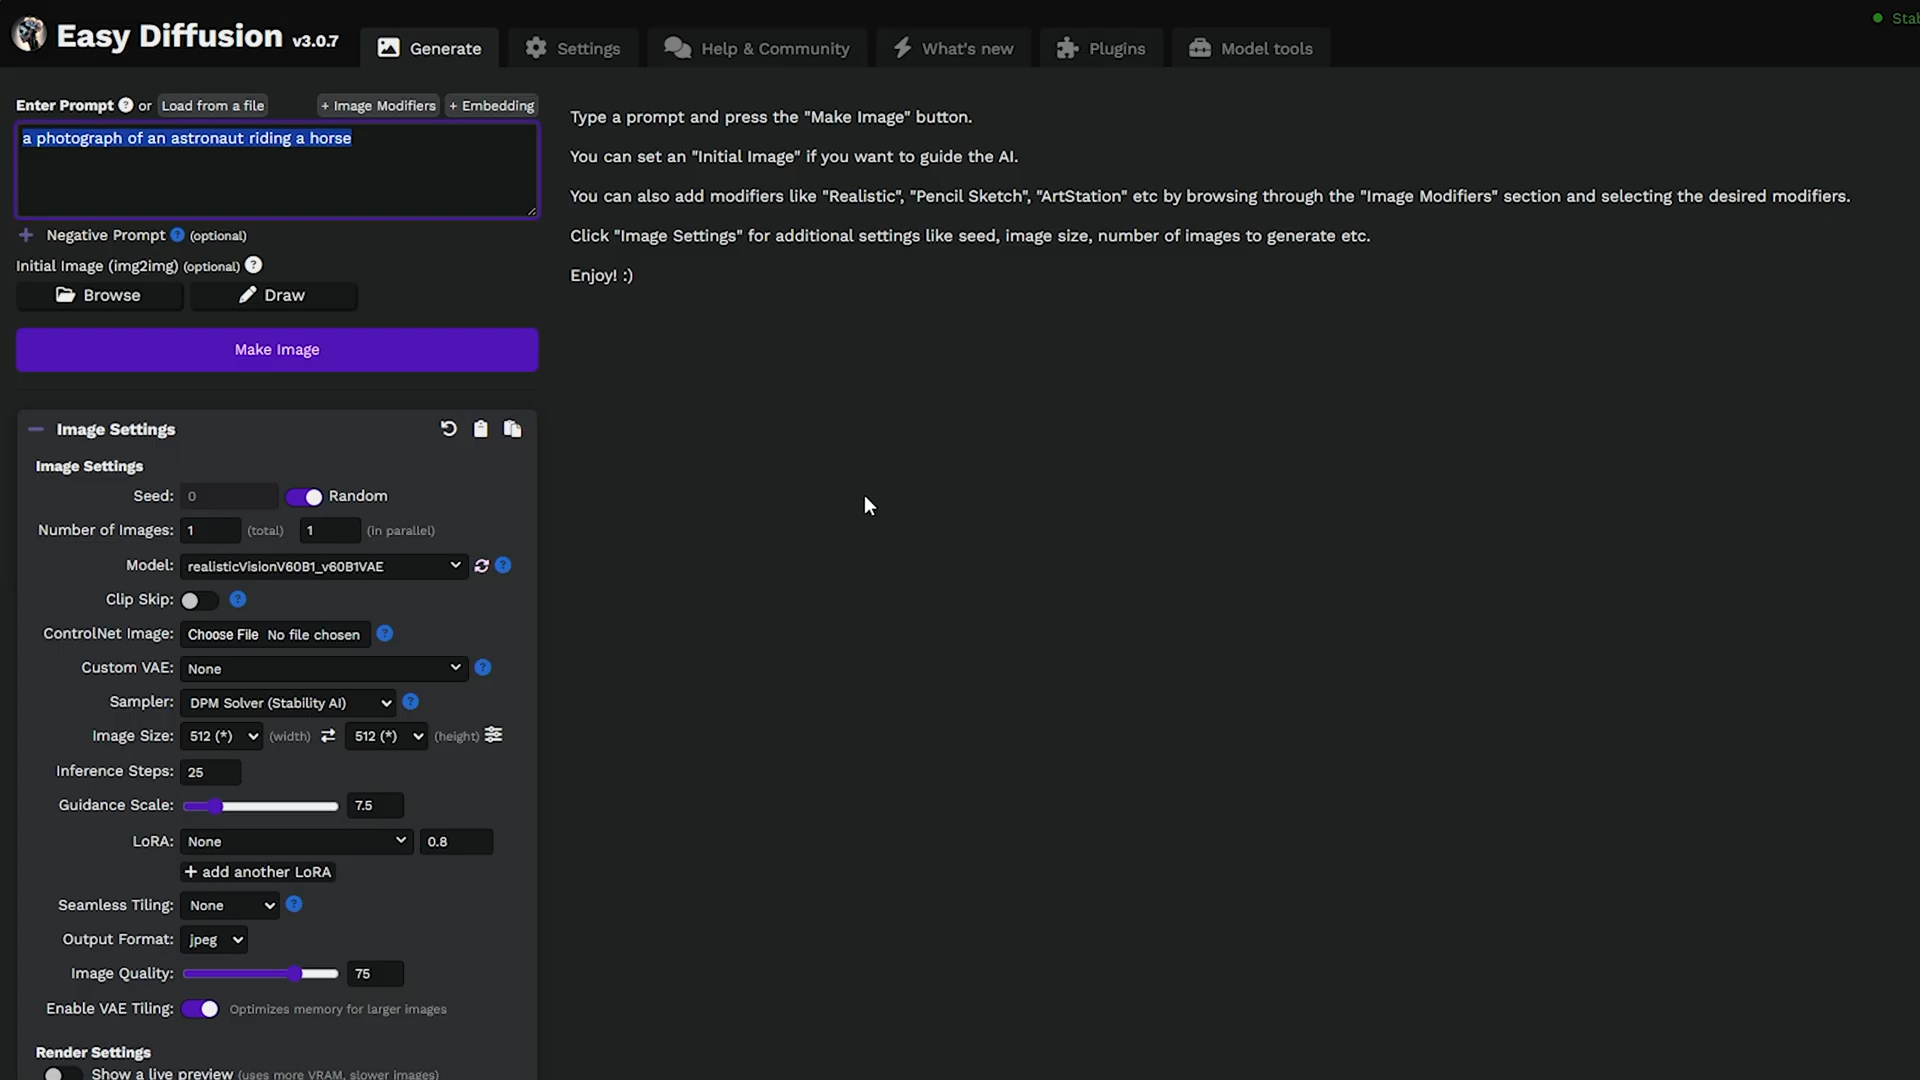 Easy Diffusion v3.0.7
Generate
Settings
Help & Community
What's new
Plugins
Model tools
Enter Prompt ? or Load from a file + Image Modifiers + Embedding
a photograph of an astronaut riding a horse
+ Negative Prompt ? (optional)
Initial Image (img2img) (optional) ?
Browse Draw
Make Image
Image Settings
Image Settings
Seed: 0 Random
Number of Images: 1 (total) 1 (in parallel)
Model: realisticVisionV60B1_v60B1VAE ?
Clip Skip: ?
ControlNet Image: Choose File No file chosen ?
Custom VAE: None ?
Sampler: DPM Solver (Stability AI) ?
Image Size: 512 (*) (width) 512 (*) (height)
Inference Steps: 25
Guidance Scale: 7.5
LoRA: None 0.8
+ add another LoRA
Seamless Tiling: None ?
Output Format: jpeg
Image Quality: 75
Enable VAE Tiling: Optimizes memory for larger images
Render Settings
Show a live preview (uses more VRAM, slower images)
Type a prompt and press the "Make Image" button.
You can set an "Initial Image" if you want to guide the AI.
You can also add modifiers like "Realistic", "Pencil Sketch", "ArtStation" etc by browsing through the "Image Modifiers" section and selecting the desired modifiers.
Click "Image Settings" for additional settings like seed, image size, number of images to generate etc.
Enjoy! :)